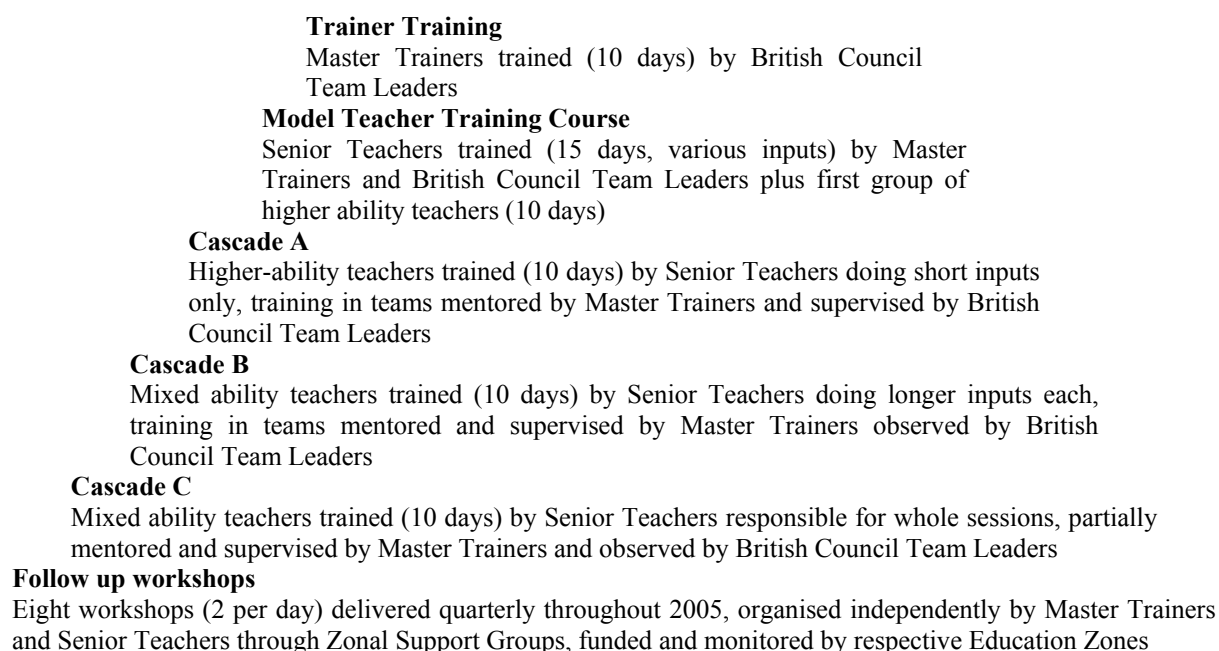 Trainer Training
Master Trainers trained (10 days) by British Council
Team Leaders
Model Teacher Training Course
Senior Teachers trained (15 days, various inputs) by Master
Trainers and British Council Team Leaders plus first group of
higher ability teachers (10 days)
Cascade A
Higher-ability teachers trained (10 days) by Senior Teachers doing short inputs
only, training in teams mentored by Master Trainers and supervised by British
Council Team Leaders
Cascade B
Mixed ability teachers trained (10 days) by Senior Teachers doing longer inputs each,
training in teams mentored and supervised by Master Trainers observed by British
Council Team Leaders
Cascade C
Mixed ability teachers trained (10 days) by Senior Teachers responsible for whole sessions, partially
mentored and supervised by Master Trainers and observed by British Council Team Leaders
Follow up workshops
Eight workshops (2 per day) delivered quarterly throughout 2005, organised independently by Master Trainers
and Senior Teachers through Zonal Support Groups, funded and monitored by respective Education Zones